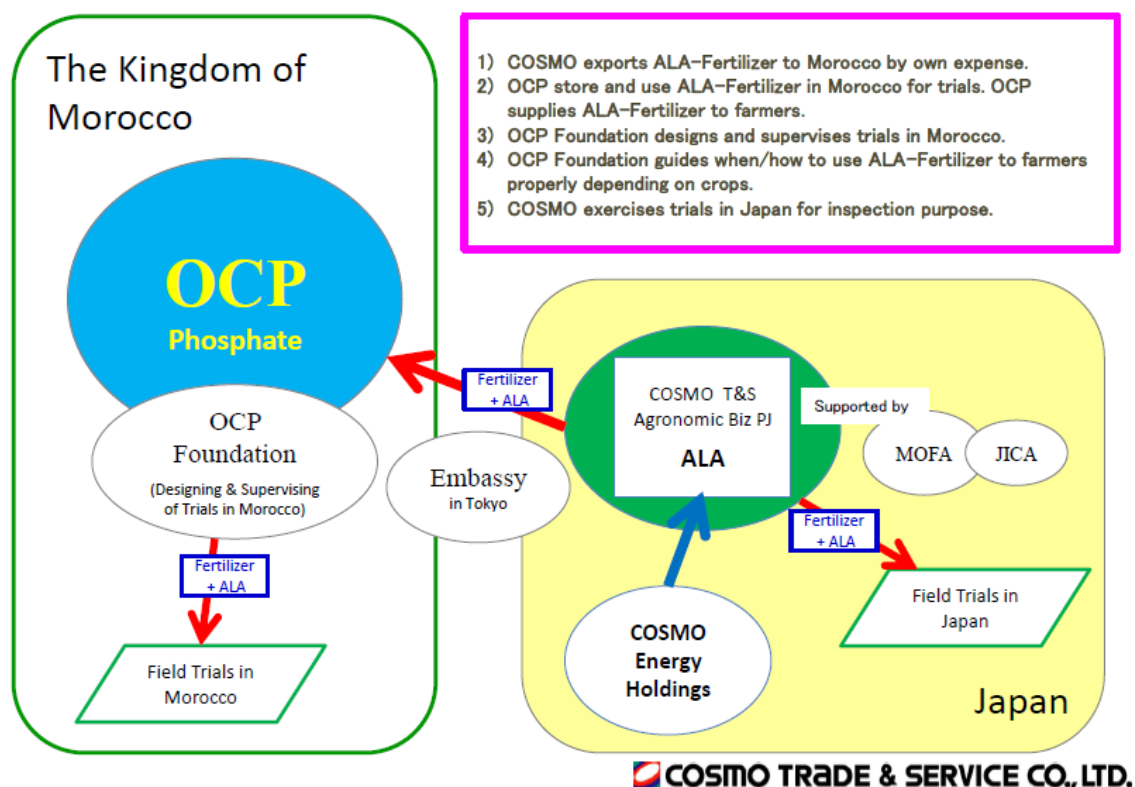 The Kingdom of
Morocco
1) COSMO exports ALA-Fertilizer to Morocco by own expense.
2) OCP store and use ALA-Fertilizer in Morocco for trials. OCP
supplies ALA-Fertilizer to farmers.
3) OCP Foundation designs and supervises trials in Morocco.
4) OCP Foundation guides when/how to use ALA-Fertilizer to farmers
properly depending on crops.
5) COSMO exercises trials in Japan for inspection purpose.
OCP
Phosphate
OCP
Foundation
(Designing & Supervising
of Trials in Morocco)
Fertilizer
+ ALA
Field Trials in
Morocco
Fertilizer
+ ALA
Embassy
in Tokyo
COSMO T&S
Agronomic Biz PJ
ALA
Supported by
MOFA
JICA
Fertilizer
+ ALA
Field Trials in
Japan
COSMO
Energy
Holdings
Japan
COSMO TRADE & SERVICE CO., LTD.